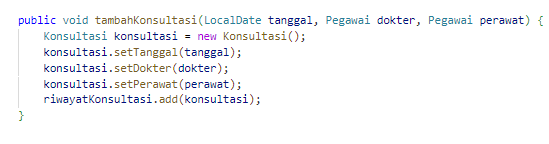 public void tambahKonsultasi(LocalDate tanggal, Pegawai dokter, Pegawai perawat) {
    Konsultasi konsultasi = new Konsultasi();
    konsultasi.setTanggal(tanggal);
    konsultasi.setDokter(dokter);
    konsultasi.setPerawat(perawat);
    riwayatKonsultasi.add(konsultasi);
}